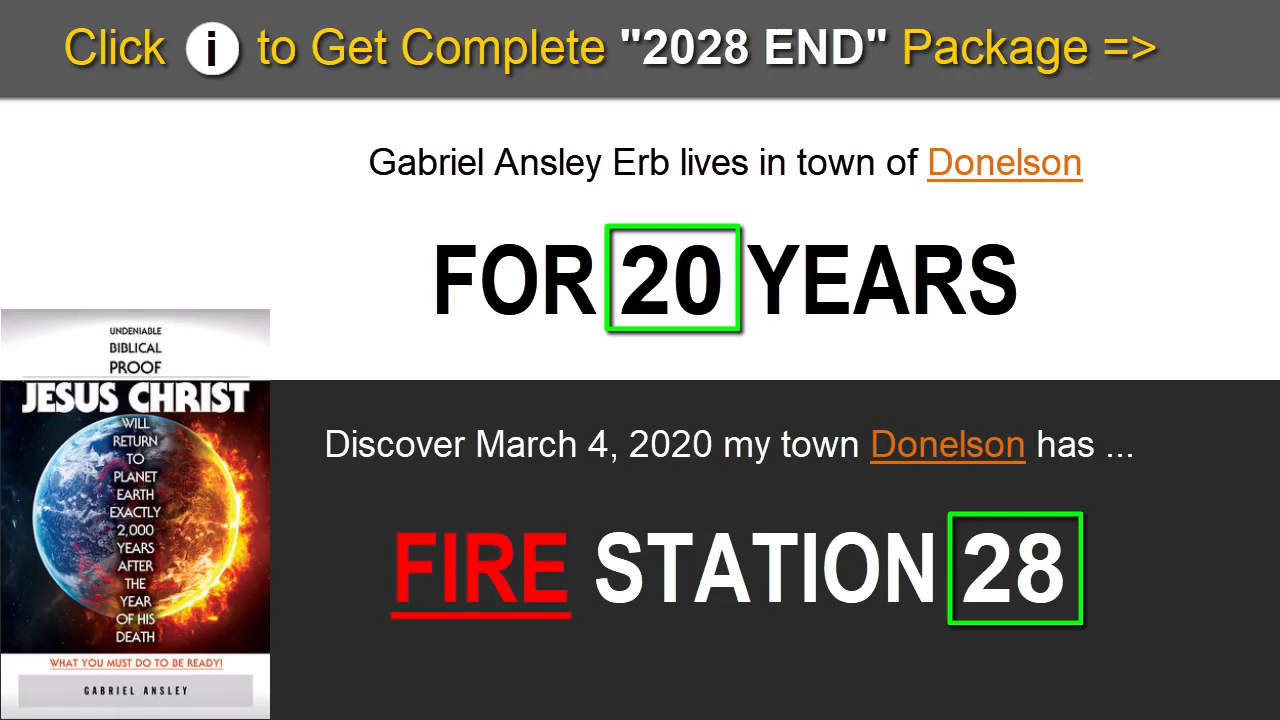 Click i to Get Complete "2028 END" Package =>
Gabriel Ansley Erb lives in town of Donelson
FOR 20 YEARS
UNDENIABLE
BIBLICAL
PROOF
JESUS CHRIST
WILL
RETURN
TO
PLANET
EARTH
EXACTLY
2,000
YEARS
AFTER
THE
YEAR
OF HIS
DEATH
WHAT YOU MUST DO TO BE READY!
GABRIEL ANSLEY
Discover March 4, 2020 my town Donelson has ...
FIRE STATION 28